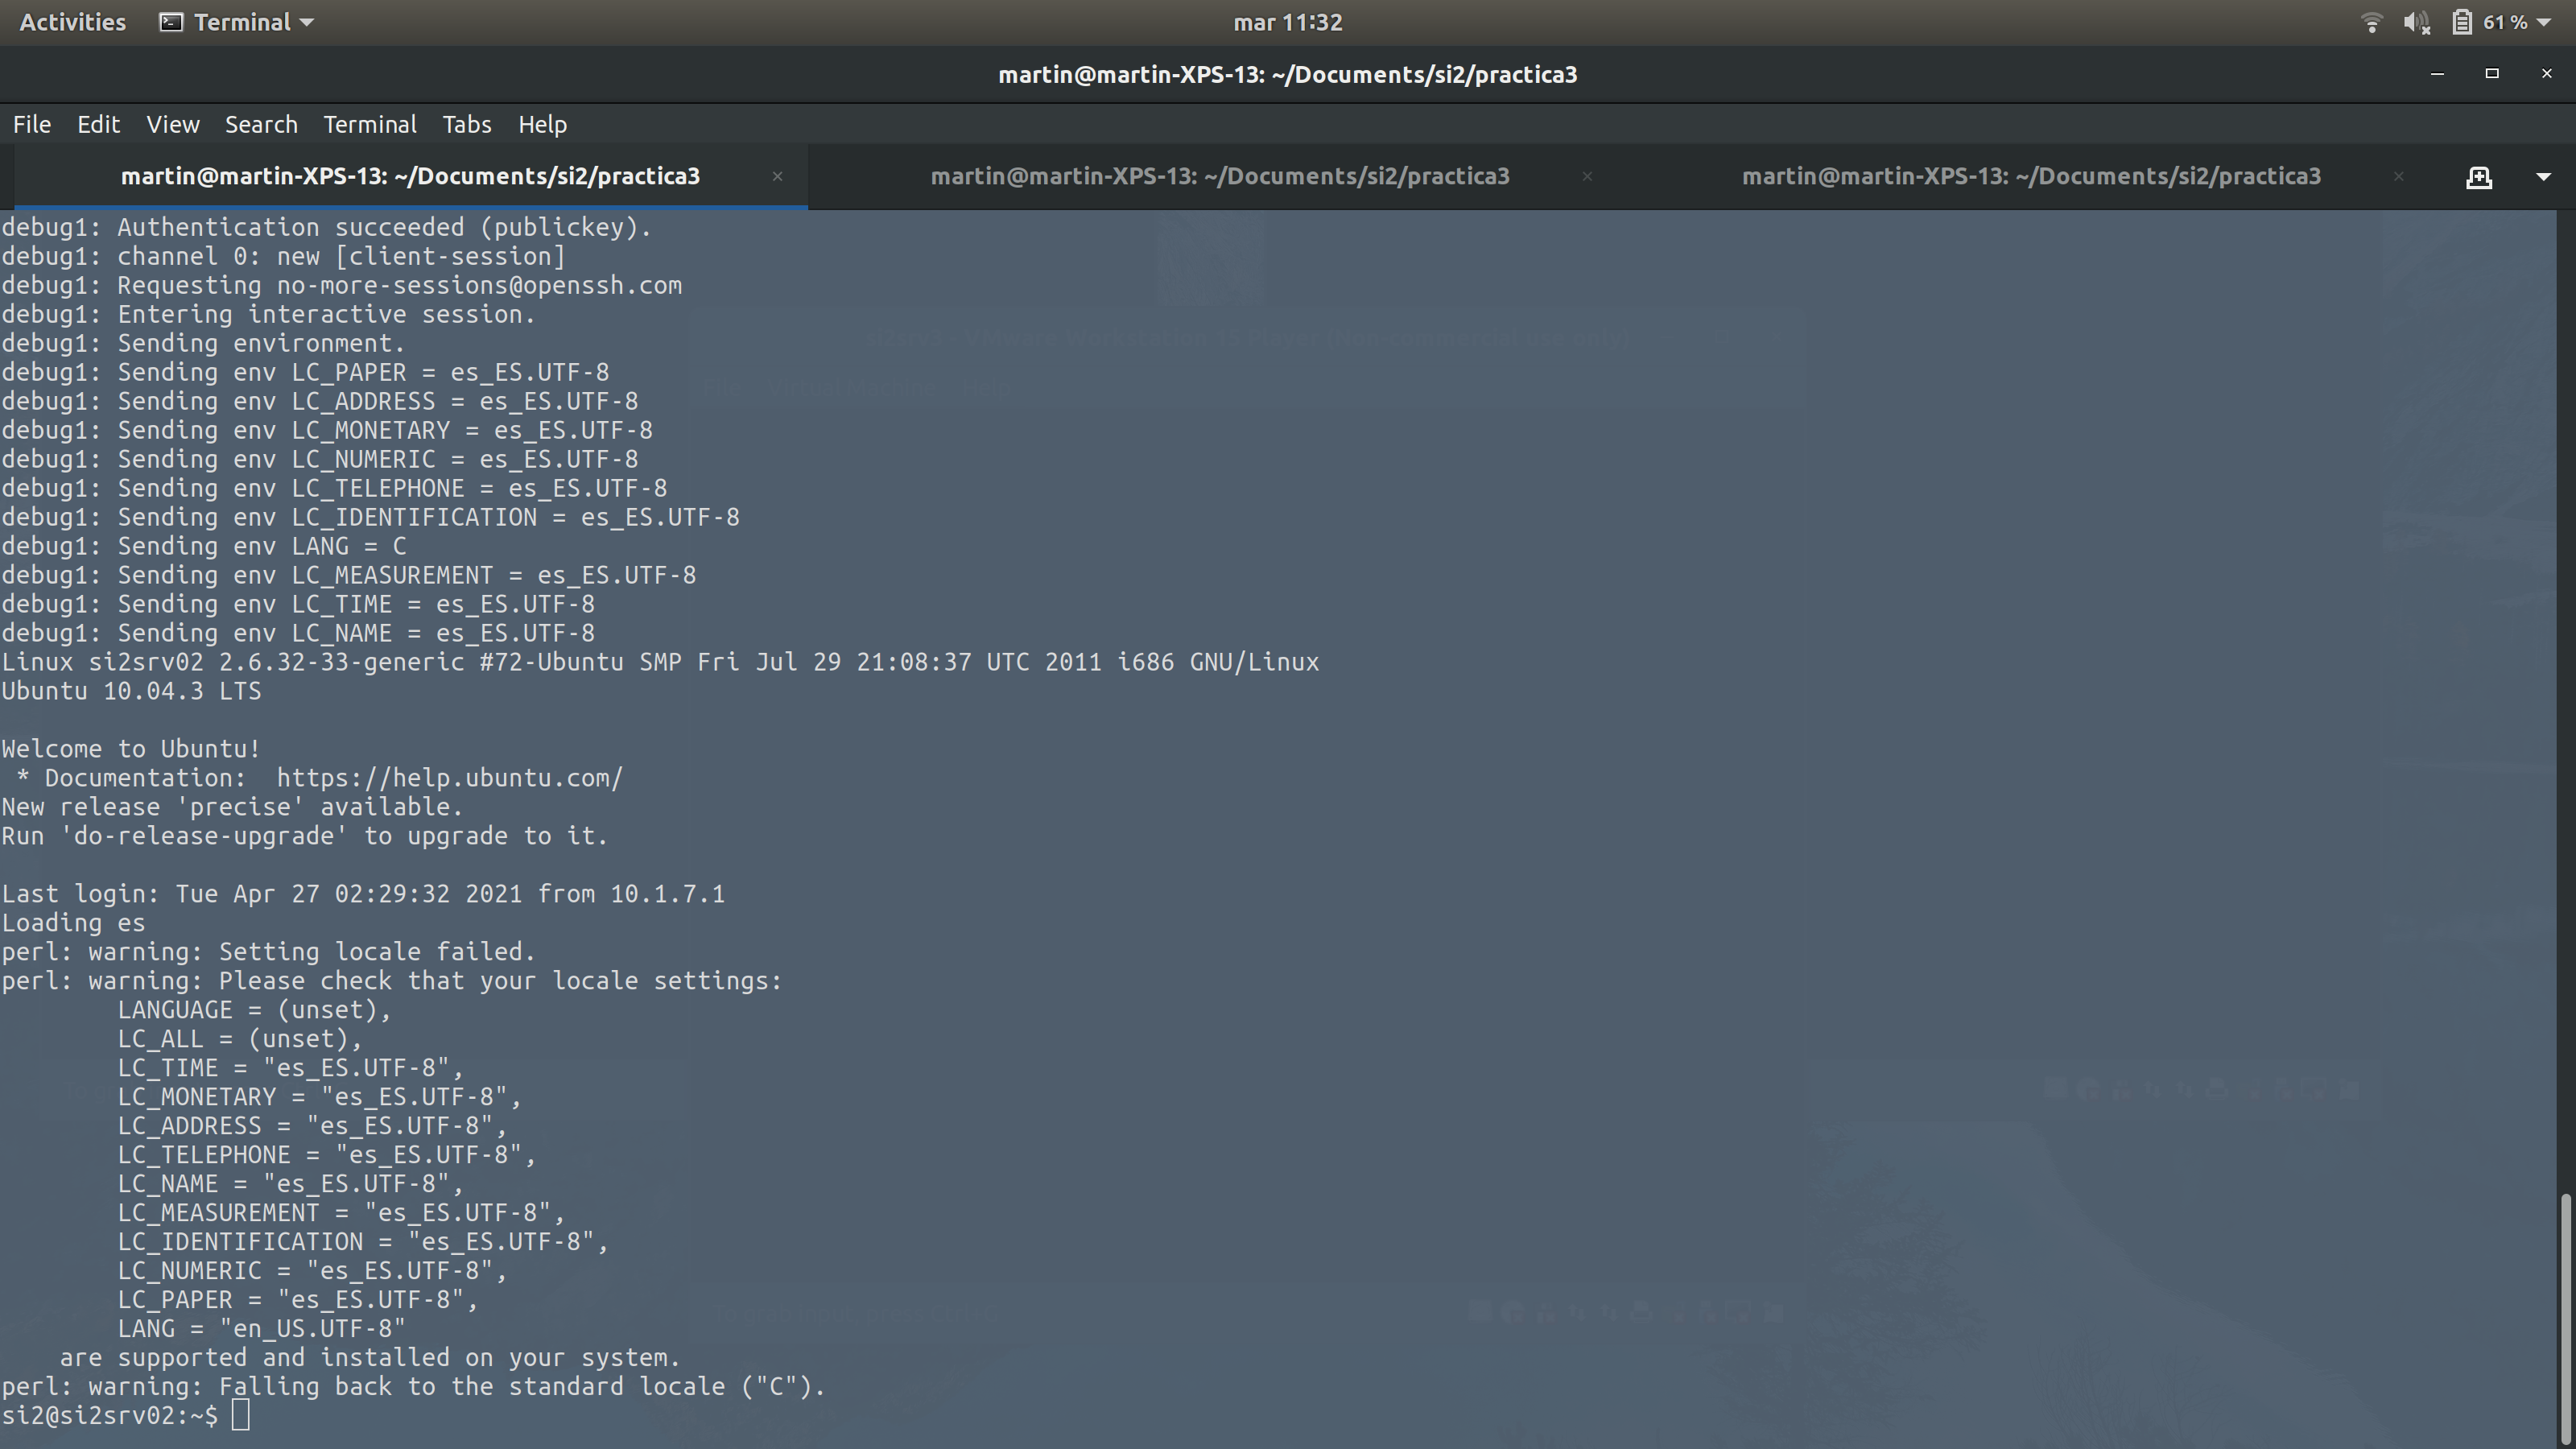 Activities Terminal mar 11:32 61 %
martin@martin-XPS-13: ~/Documents/si2/practica3
File Edit View Search Terminal Tabs Help
martin@martin-XPS-13: ~/Documents/si2/practica3 martin@martin-XPS-13: ~/Documents/si2/practica3 martin@martin-XPS-13: ~/Documents/si2/practica3
debug1: Authentication succeeded (publickey).
debug1: channel 0: new [client-session]
debug1: Requesting no-more-sessions@openssh.com
debug1: Entering interactive session.
si2srv3 - VMware Workstation 15 Player (Non-commercial use only)
debug1: Sending environment.
debug1: Sending env LC_PAPER = es_ES.UTF-8
File Virtual Machine Help
debug1: Sending env LC_ADDRESS = es_ES.UTF-8
debug1: Sending env LC_MONETARY = es_ES.UTF-8
debug1: Sending env LC_NUMERIC = es_ES.UTF-8
debug1: Sending env LC_TELEPHONE = es_ES.UTF-8
debug1: Sending env LC_IDENTIFICATION = es_ES.UTF-8
debug1: Sending env LANG = C
debug1: Sending env LC_MEASUREMENT = es_ES.UTF-8
debug1: Sending env LC_TIME = es_ES.UTF-8
debug1: Sending env LC_NAME = es_ES.UTF-8
Linux si2srv02 2.6.32-33-generic #72-Ubuntu SMP Fri Jul 29 21:08:37 UTC 2011 i686 GNU/Linux
Ubuntu 10.04.3 LTS
Welcome to Ubuntu!
* Documentation:  https://help.ubuntu.com/
New release 'precise' available.
Run 'do-release-upgrade' to upgrade to it.
Last login: Tue Apr 27 02:29:32 2021 from 10.1.7.1
Loading es
perl: warning: Setting locale failed.
perl: warning: Please check that your locale settings:
LANGUAGE = (unset),
LC_ALL = (unset),
LC_TIME = "es_ES.UTF-8",
LC_MONETARY = "es_ES.UTF-8",
LC_ADDRESS = "es_ES.UTF-8",
LC_TELEPHONE = "es_ES.UTF-8",
LC_NAME = "es_ES.UTF-8",
LC_MEASUREMENT = "es_ES.UTF-8",
LC_IDENTIFICATION = "es_ES.UTF-8",
LC_NUMERIC = "es_ES.UTF-8",
LC_PAPER = "es_ES.UTF-8",
LANG = "en_US.UTF-8"
are supported and installed on your system.
perl: warning: Falling back to the standard locale ("C").
si2@si2srv02:~$